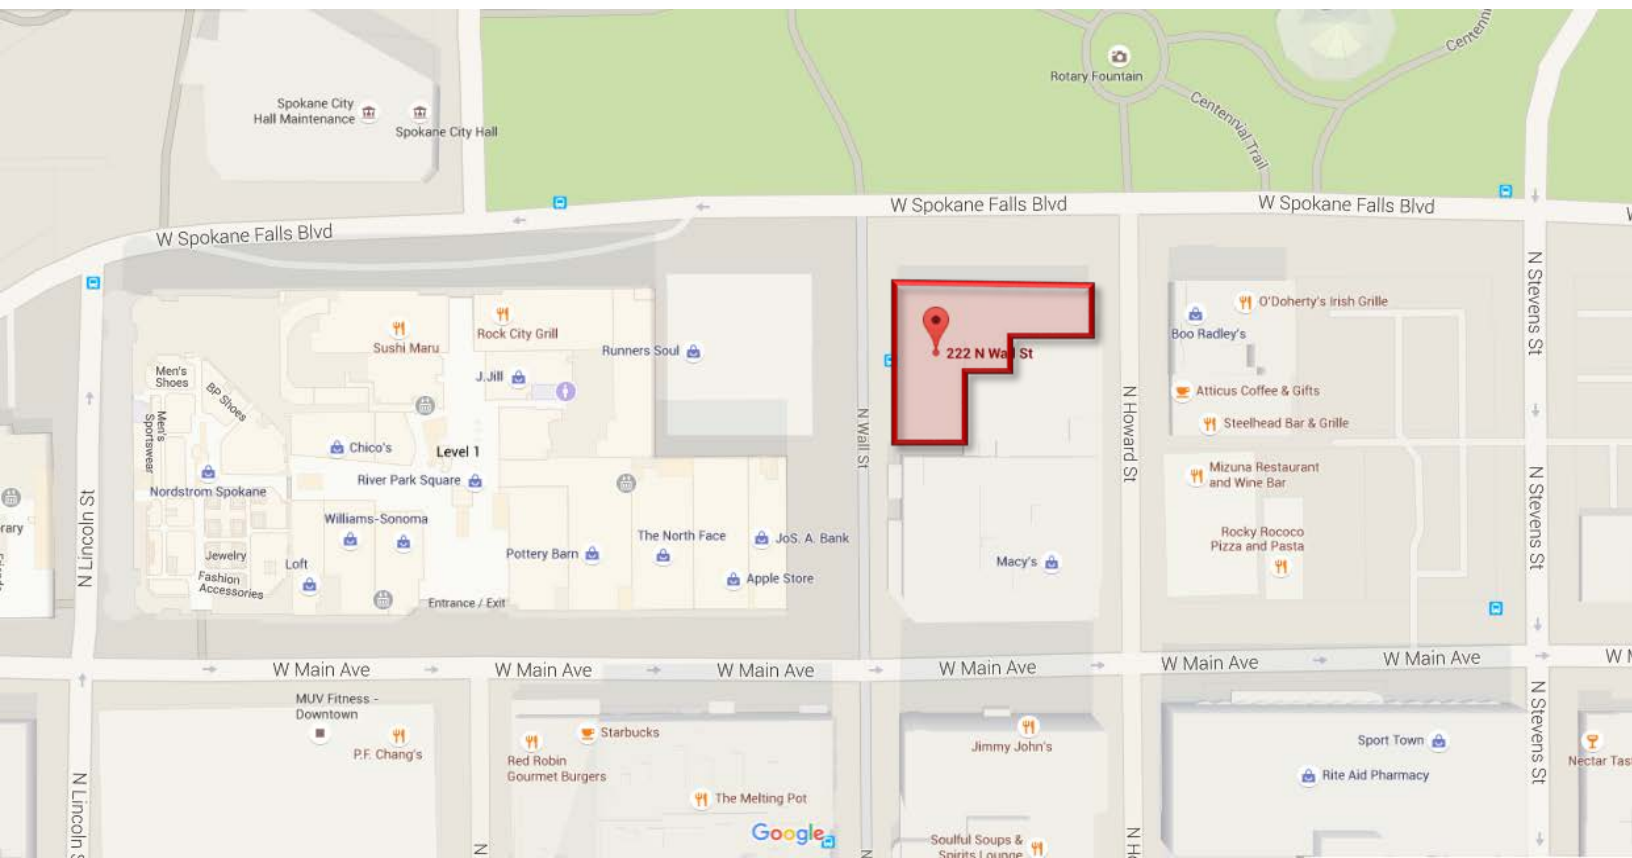 Centenn
Rotary Fountain
Spokane City
Hall Maintenance
Spokane City Hall
Centennial Trail
W Spokane Falls Blvd
W Spokane Falls Blvd
W Spokane Falls Blvd
N Stevens St
O'Doherty's Irish Grille
Rock City Grill
Boo Radley's
Sushi Maru
Runners Soul
222 N Wall St
Men's
Shoes
J.Jill
BP Shoes
Atticus Coffee & Gifts
N Howard St
Men's
Sportswear
N Wall St
Steelhead Bar & Grille
Chico's
Level 1
Mizuna Restaurant
and Wine Bar
River Park Square
Nordstrom Spokane
N Lincoln St
N Stevens St
rary
Williams-Sonoma
Rocky Rococo
Pizza and Pasta
The North Face
JoS. A. Bank
Pottery Barn
Jewelry
Loft
Macy's
Fashion
Accessories
Apple Store
Entrance / Exit
W Main Ave
W Main Ave
W Main Ave
W Main Ave
W Main Ave
W Main Ave
MUV Fitness -
Downtown
N Stevens St
P.F. Chang's
Starbucks
Red Robin
Gourmet Burgers
Jimmy John's
Sport Town
Nectar Tas
Rite Aid Pharmacy
N Lincoln S
The Melting Pot
Google
Soulful Soups &
Spirits Lounge
N
N
N H